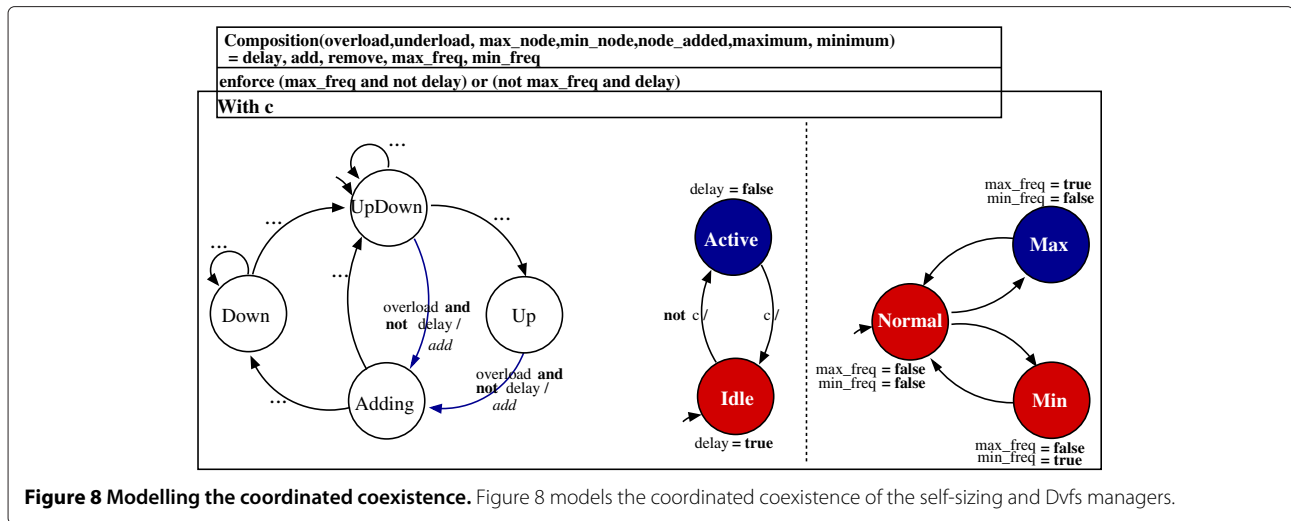 Composition(overload,underload, max_node,min_node,node_added,maximum, minimum)
= delay, add, remove, max_freq, min_freq
enforce (max_freq and not delay) or (not max_freq and delay)
With c
...
UpDown
...
...
...
Down
...
overload and
not delay /
add
Up
overload and
not delay /
add
...
Adding
delay = false
Active
not c /
c /
Idle
delay = true
max_freq = true
min_freq = false
Max
Normal
max_freq = false
min_freq = false
Min
max_freq = false
min_freq = true
Figure 8 Modelling the coordinated coexistence. Figure 8 models the coordinated coexistence of the self-sizing and Dvfs managers.